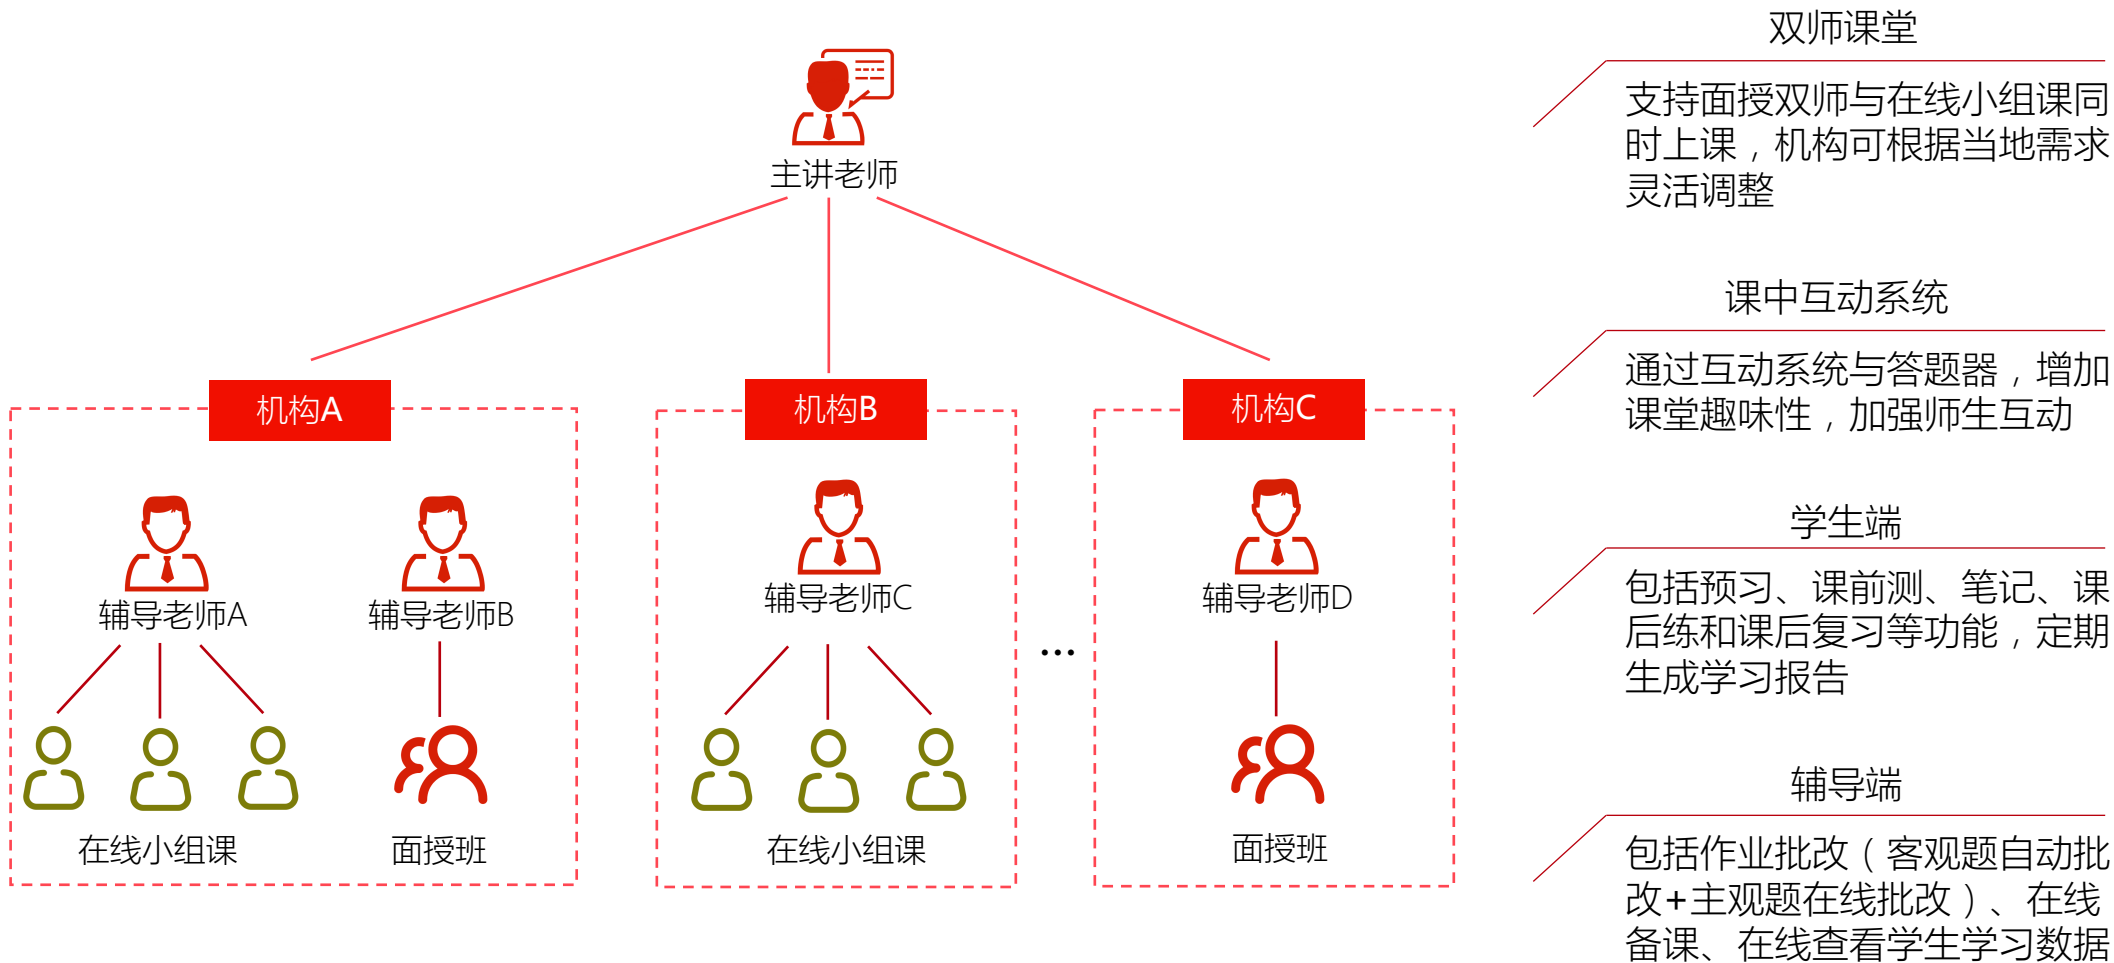 主讲老师
机构A
机构B
机构C
辅导老师A
辅导老师B
辅导老师C
辅导老师D
...
在线小组课
面授班
在线小组课
面授班
双师课堂
支持面授双师与在线小组课同
时上课，机构可根据当地需求
灵活调整
课中互动系统
通过互动系统与答题器，增加
课堂趣味性，加强师生互动
学生端
包括预习、课前测、笔记、课
后练和课后复习等功能，定期
生成学习报告
辅导端
包括作业批改（客观题自动批
改+主观题在线批改）、在线
备课、在线查看学生学习数据